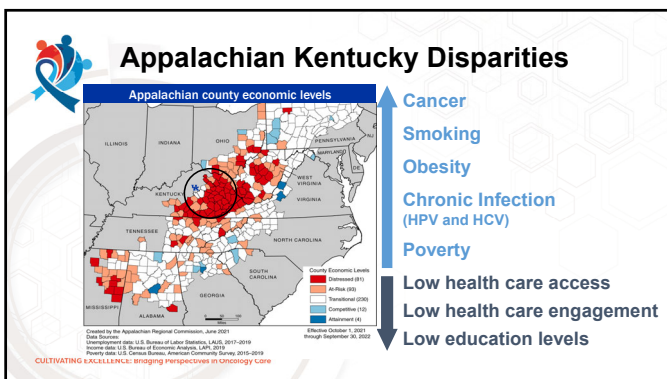 Appalachian Kentucky Disparities
Appalachian county economic levels
ILLINOIS
INDIANA
OHIO
PENNSYLVANIA
NJ
MARYLAND
DE
WEST
VIRGINIA
VIRGINIA
KENTUCKY
TENNESSEE
NORTH CAROLINA
SOUTH
CAROLINA
GEORGIA
ALABAMA
MISSISSIPPI
County Economic Levels
Distressed (81)
At-Risk (93)
Transitional (230)
Competitive (12)
Attainment (4)
Miles
Created by the Appalachian Regional Commission, June 2021
Data Sources:
Unemployment data: U.S. Bureau of Labor Statistics, LAUS, 2017–2019
Income data: U.S. Bureau of Economic Analysis, LAPI, 2019
Poverty data: U.S. Census Bureau, American Community Survey, 2015–2019
Effective October 1, 2021
through September 30, 2022
CULTIVATING EXCELLENCE: Bridging Perspectives in Oncology Care
Cancer
Smoking
Obesity
Chronic Infection
(HPV and HCV)
Poverty
Low health care access
Low health care engagement
Low education levels